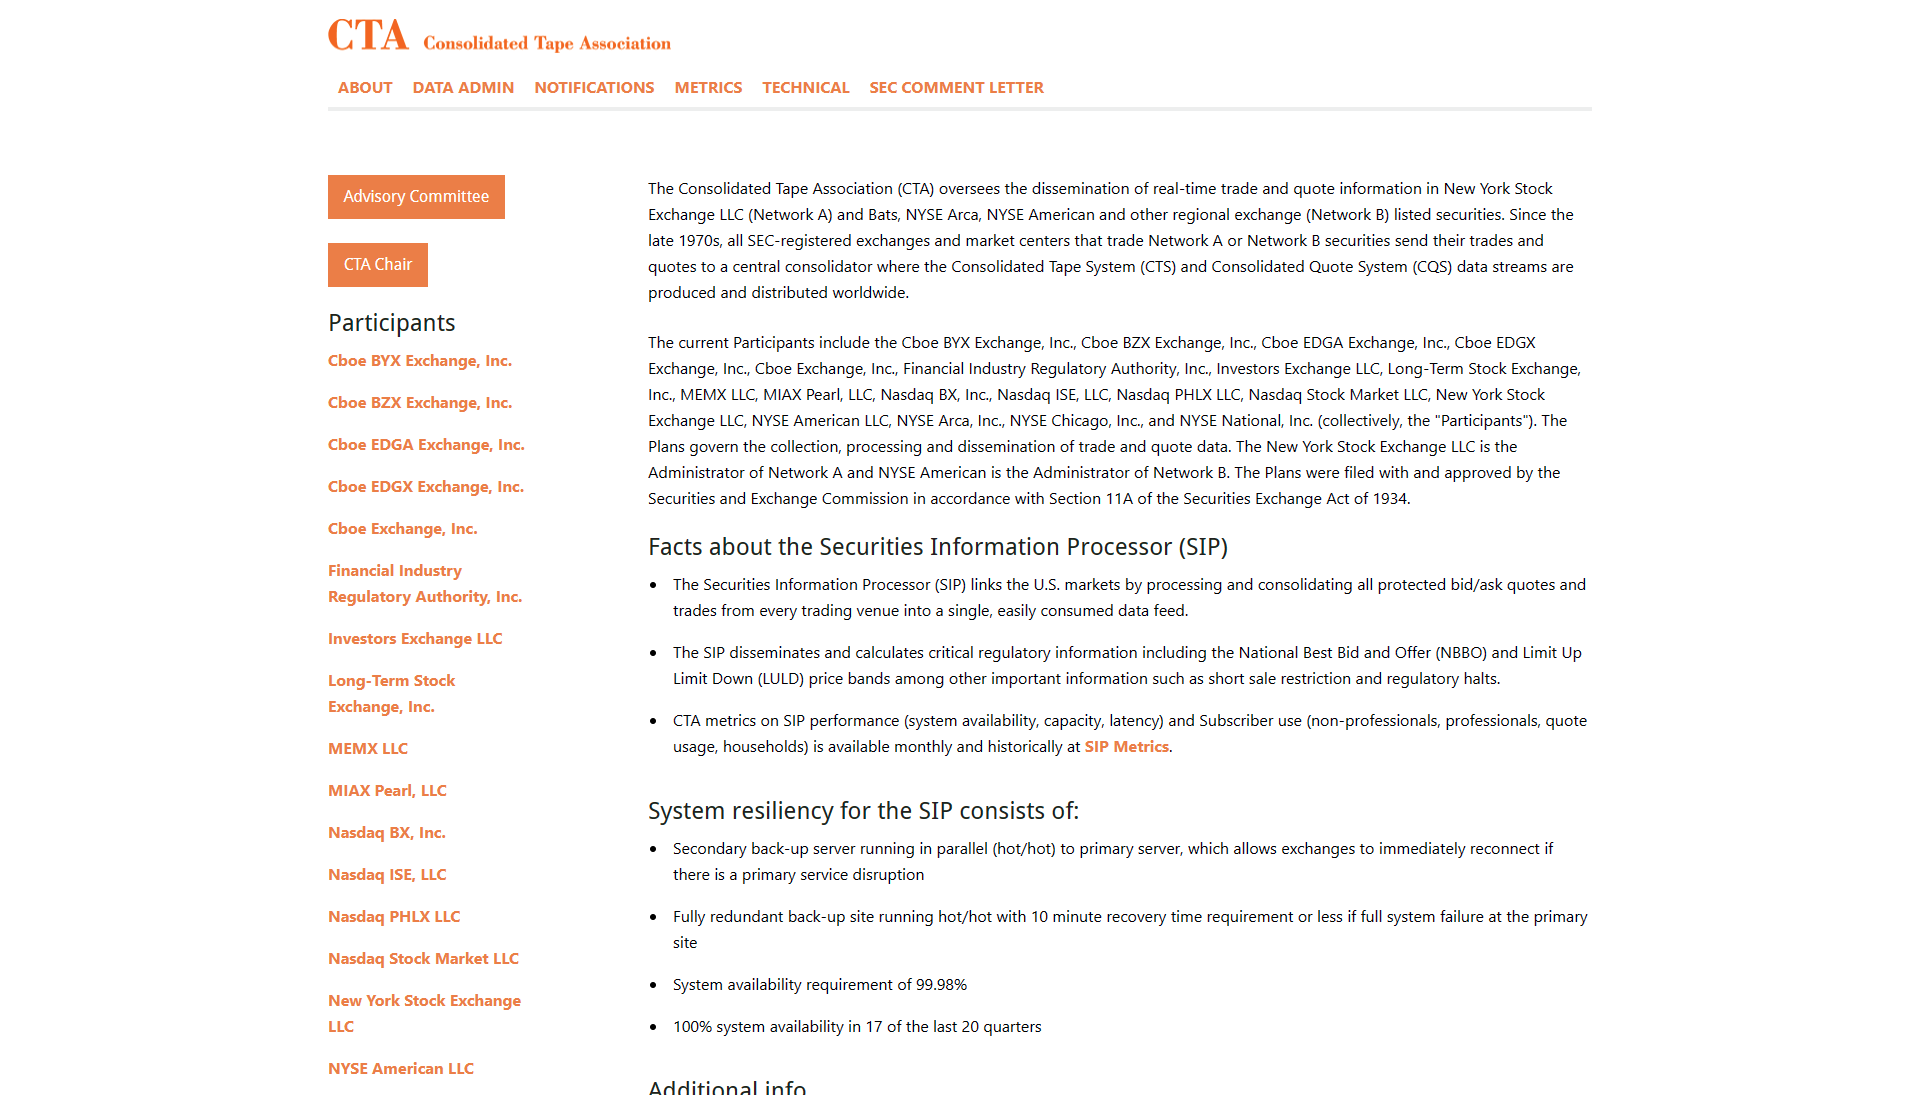 CTA Consolidated Tape Association
ABOUT DATA ADMIN NOTIFICATIONS METRICS TECHNICAL SEC COMMENT LETTER
Advisory Committee
CTA Chair
Participants
Cboe BYX Exchange, Inc.
Cboe BZX Exchange, Inc.
Cboe EDGA Exchange, Inc.
Cboe EDGX Exchange, Inc.
Cboe Exchange, Inc.
Financial Industry
Regulatory Authority, Inc.
Investors Exchange LLC
Long-Term Stock
Exchange, Inc.
MEMX LLC
MIAX Pearl, LLC
Nasdaq BX, Inc.
Nasdaq ISE, LLC
Nasdaq PHLX LLC
Nasdaq Stock Market LLC
New York Stock Exchange
LLC
NYSE American LLC
The Consolidated Tape Association (CTA) oversees the dissemination of real-time trade and quote information in New York Stock
Exchange LLC (Network A) and Bats, NYSE Arca, NYSE American and other regional exchange (Network B) listed securities. Since the
late 1970s, all SEC-registered exchanges and market centers that trade Network A or Network B securities send their trades and
quotes to a central consolidator where the Consolidated Tape System (CTS) and Consolidated Quote System (CQS) data streams are
produced and distributed worldwide.
The current Participants include the Cboe BYX Exchange, Inc., Cboe BZX Exchange, Inc., Cboe EDGA Exchange, Inc., Cboe EDGX
Exchange, Inc., Cboe Exchange, Inc., Financial Industry Regulatory Authority, Inc., Investors Exchange LLC, Long-Term Stock Exchange,
Inc., MEMX LLC, MIAX Pearl, LLC, Nasdaq BX, Inc., Nasdaq ISE, LLC, Nasdaq PHLX LLC, Nasdaq Stock Market LLC, New York Stock
Exchange LLC, NYSE American LLC, NYSE Arca, Inc., NYSE Chicago, Inc., and NYSE National, Inc. (collectively, the "Participants"). The
Plans govern the collection, processing and dissemination of trade and quote data. The New York Stock Exchange LLC is the
Administrator of Network A and NYSE American is the Administrator of Network B. The Plans were filed with and approved by the
Securities and Exchange Commission in accordance with Section 11A of the Securities Exchange Act of 1934.
Facts about the Securities Information Processor (SIP)
• The Securities Information Processor (SIP) links the U.S. markets by processing and consolidating all protected bid/ask quotes and
trades from every trading venue into a single, easily consumed data feed.
• The SIP disseminates and calculates critical regulatory information including the National Best Bid and Offer (NBBO) and Limit Up
Limit Down (LULD) price bands among other important information such as short sale restriction and regulatory halts.
• CTA metrics on SIP performance (system availability, capacity, latency) and Subscriber use (non-professionals, professionals, quote
usage, households) is available monthly and historically at SIP Metrics.
System resiliency for the SIP consists of:
• Secondary back-up server running in parallel (hot/hot) to primary server, which allows exchanges to immediately reconnect if
there is a primary service disruption
• Fully redundant back-up site running hot/hot with 10 minute recovery time requirement or less if full system failure at the primary
site
• System availability requirement of 99.98%
• 100% system availability in 17 of the last 20 quarters
Additional info